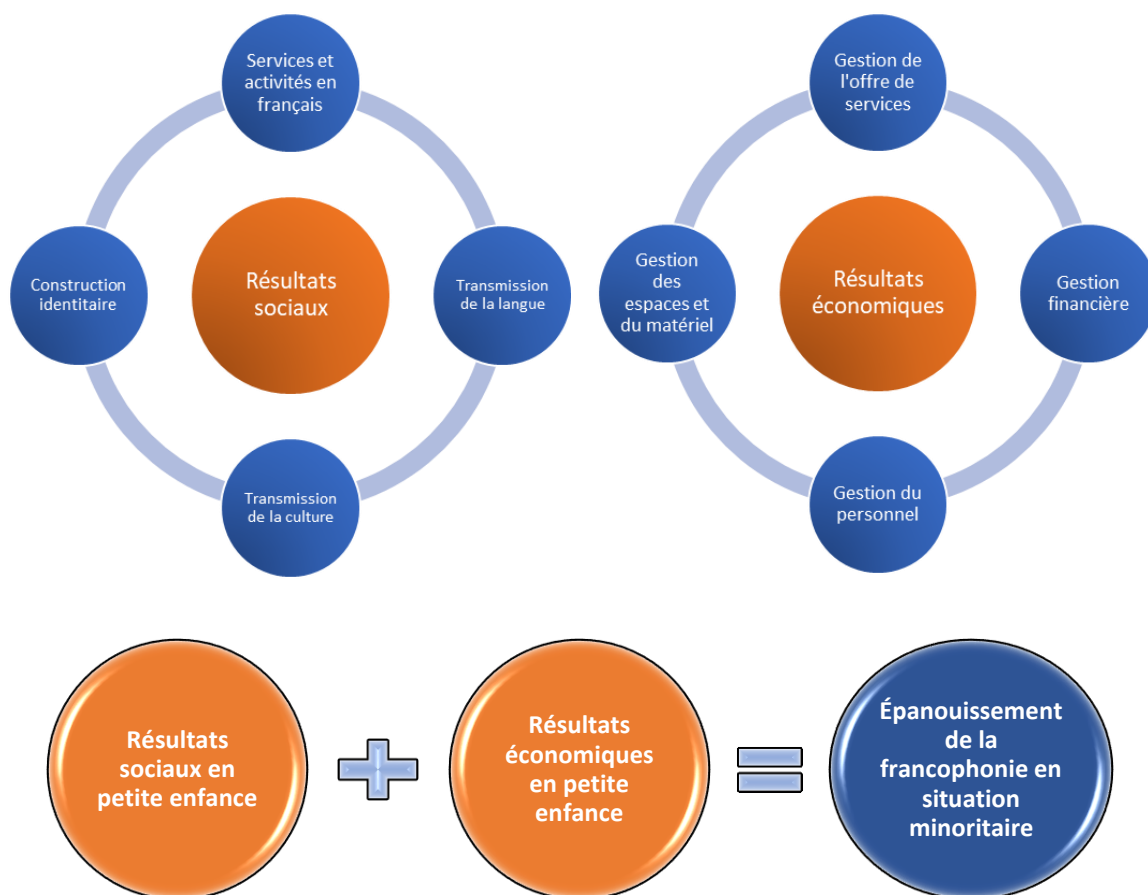 Services et
activités en
français
Construction
identitaire
Résultats
sociaux
Transmission
de la langue
Transmission
de la culture
Gestion de
l'offre de
services
Gestion
des
espaces et
du matériel
Résultats
économiques
Gestion
financière
Gestion du
personnel
Résultats
sociaux en
petite enfance
Résultats
économiques
en petite
enfance
Épanouissement
de la
francophonie en
situation
minoritaire